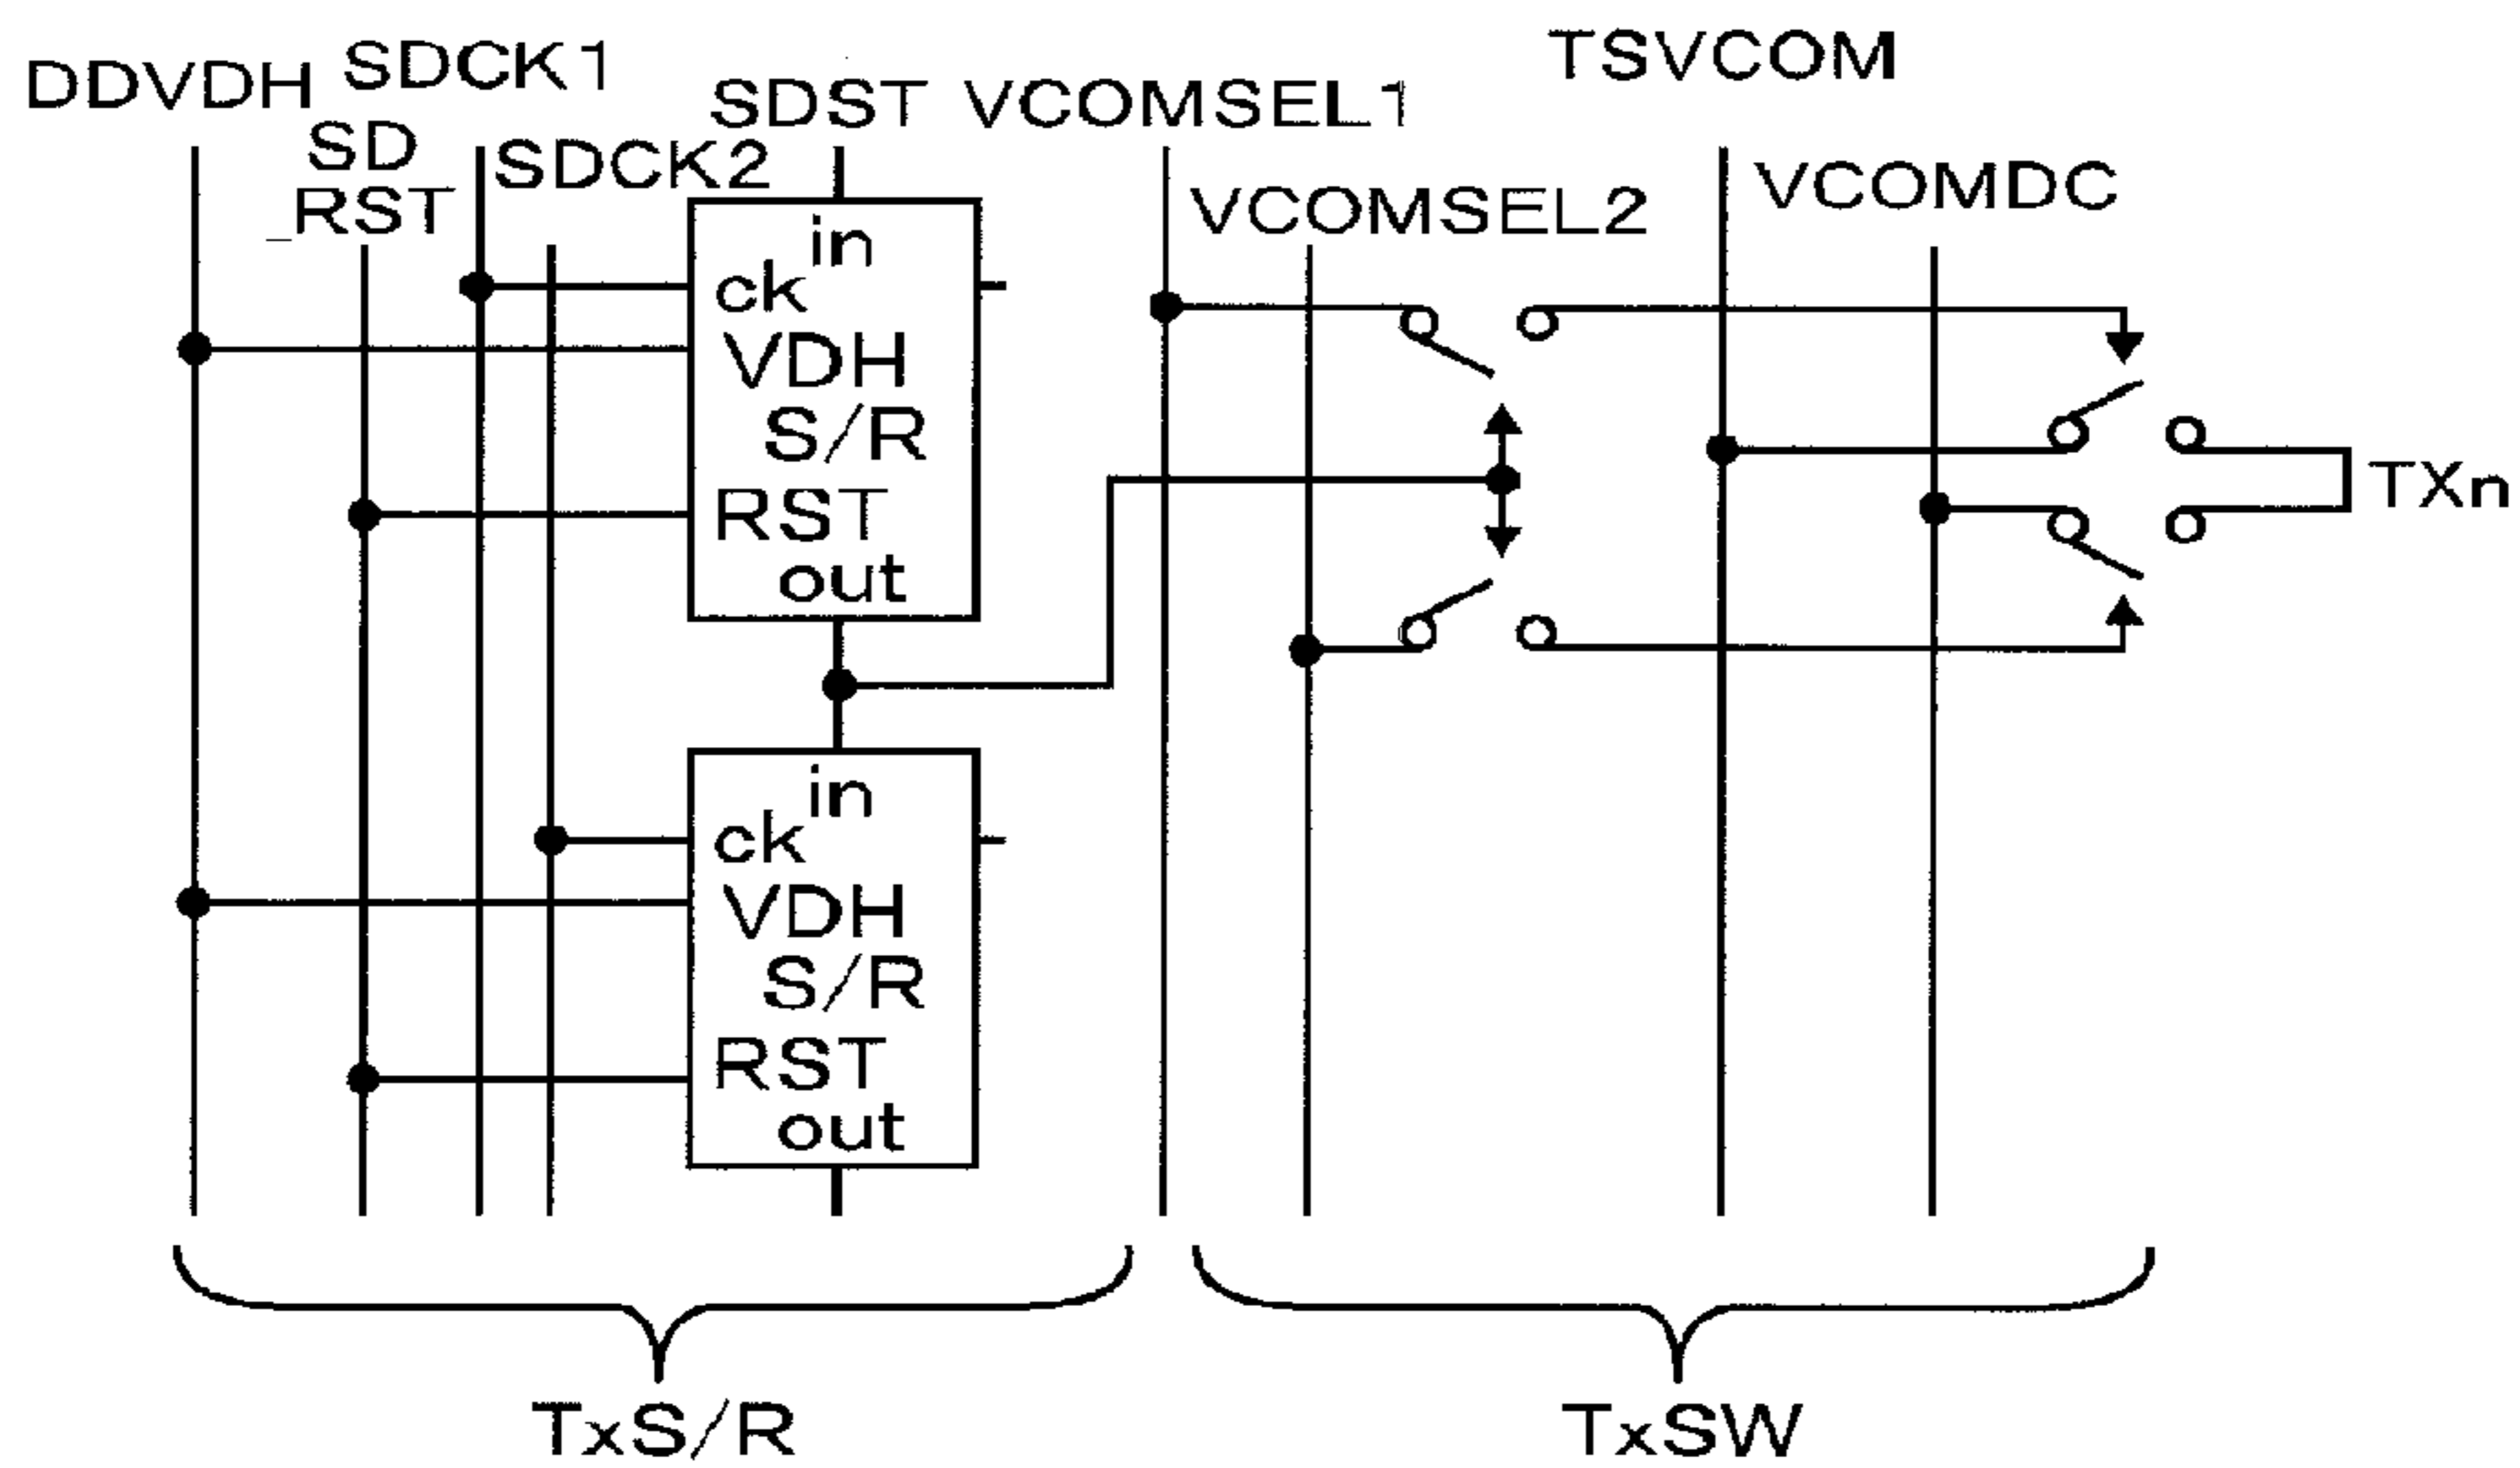 DDVDH
SDCK1
SD
_RST
SDCK2
SDST
VCOMSEL1
VCOMSEL2
TSVCOM
VCOMDC
in
ck
VDH
S/R
RST
out
TXn
in
ck
VDH
S/R
RST
out
TxS/R
TxSW